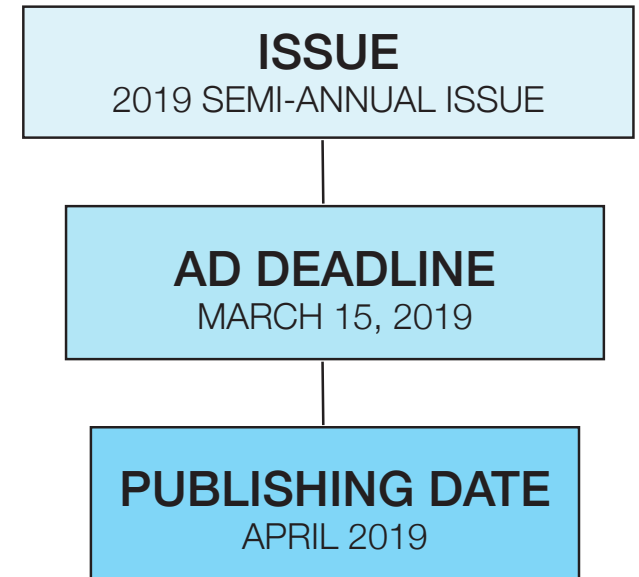 ISSUE
2019 SEMI-ANNUAL ISSUE
AD DEADLINE
MARCH 15, 2019
PUBLISHING DATE
APRIL 2019